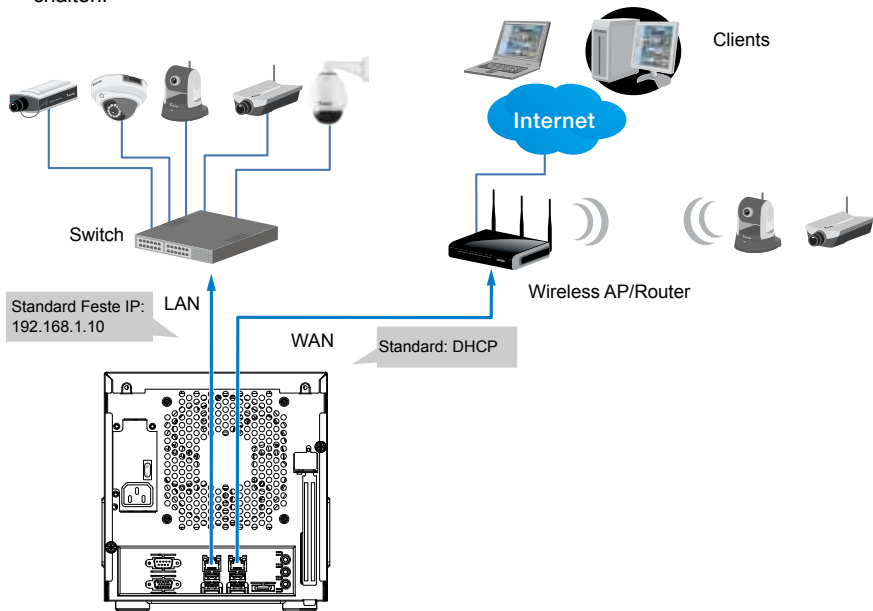 Clients
Internet
Switch
Wireless AP/Router
LAN
Standard Feste IP:
192.168.1.10
WAN
Standard: DHCP